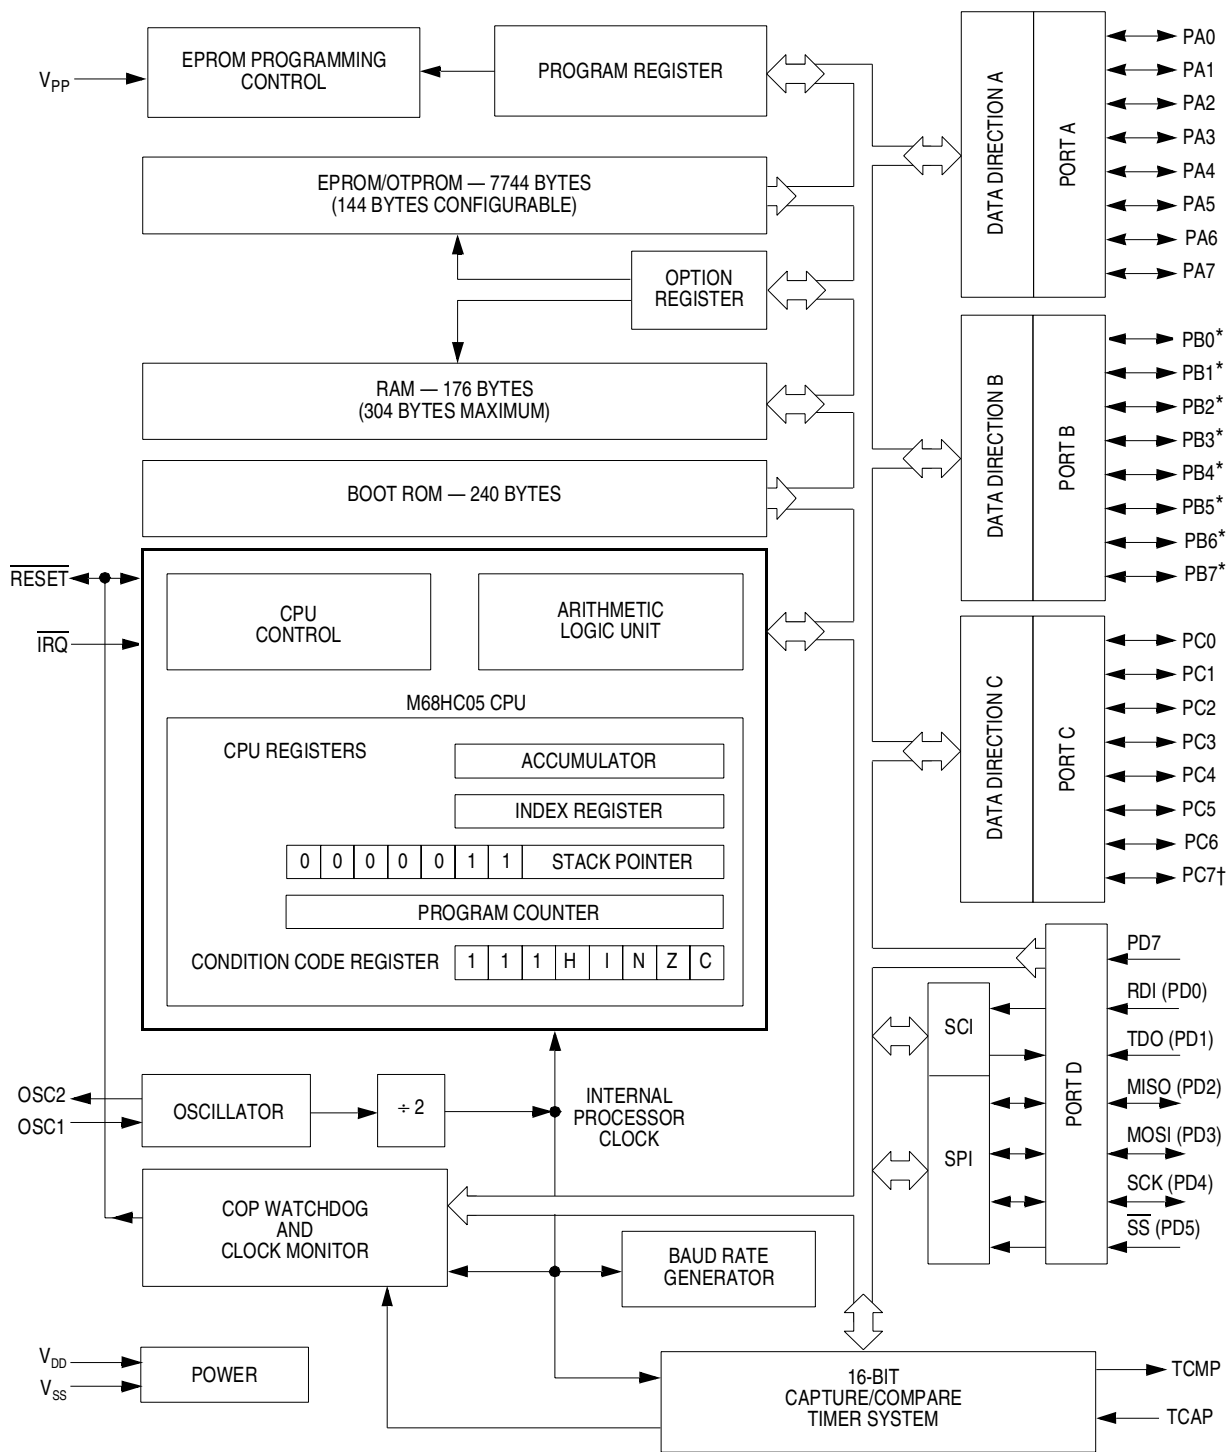 EPROM PROGRAMMING
CONTROL
PROGRAM REGISTER
VPP
EPROM/OTPROM — 7744 BYTES
(144 BYTES CONFIGURABLE)
OPTION
REGISTER
RAM — 176 BYTES
(304 BYTES MAXIMUM)
BOOT ROM — 240 BYTES
RESET
IRQ
CPU
CONTROL
ARITHMETIC
LOGIC UNIT
M68HC05 CPU
CPU REGISTERS
ACCUMULATOR
INDEX REGISTER
0 0 0 0 0 1 1 STACK POINTER
PROGRAM COUNTER
CONDITION CODE REGISTER 1 1 1 H I N Z C
OSC2
OSC1
OSCILLATOR
÷ 2
INTERNAL
PROCESSOR
CLOCK
COP WATCHDOG
AND
CLOCK MONITOR
BAUD RATE
GENERATOR
VDD
VSS
POWER
16-BIT
CAPTURE/COMPARE
TIMER SYSTEM
TCMP
TCAP
DATA DIRECTION A
PORT A
PA0
PA1
PA2
PA3
PA4
PA5
PA6
PA7
DATA DIRECTION B
PORT B
PB0*
PB1*
PB2*
PB3*
PB4*
PB5*
PB6*
PB7*
DATA DIRECTION C
PORT C
PC0
PC1
PC2
PC3
PC4
PC5
PC6
PC7†
SCI
SPI
PORT D
PD7
RDI (PD0)
TDO (PD1)
MISO (PD2)
MOSI (PD3)
SCK (PD4)
SS (PD5)